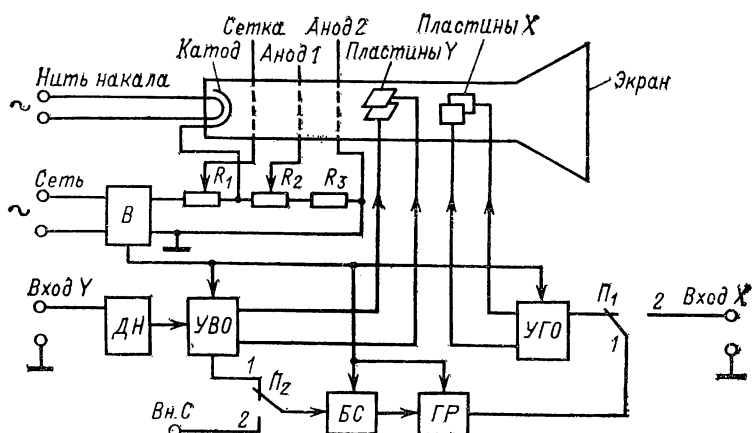 Сетка
Анод 2
Пластины X
Катод
Анод 1
Пластины Y
Нить накала
Экран
~
R1
R2
R3
Сеть
~
В
Вход Y
ДН
УВО
УГО
П1
2
Вход X
1
1
П2
Вн.С
2
БС
ГР